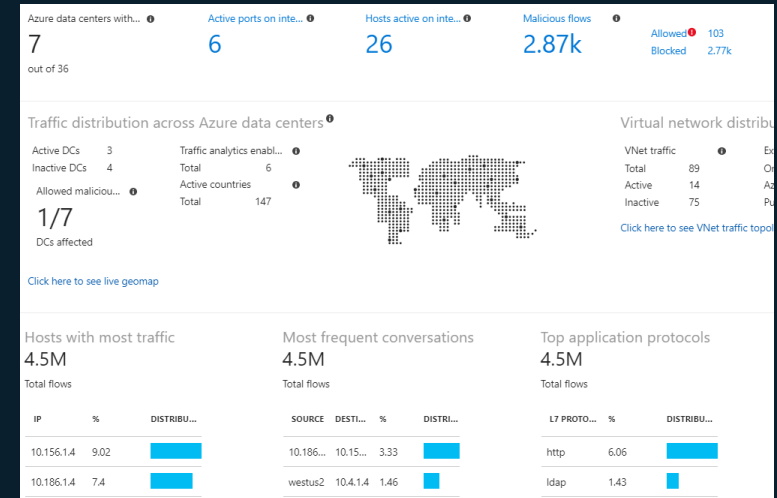 Azure data centers with...
7
out of 36
Active ports on inte...
6
Hosts active on inte...
26
Malicious flows
2.87k
Allowed 103
Blocked 2.77k
Traffic distribution across Azure data centers
Active DCs 3
Inactive DCs 4
Allowed maliciou...
1/7
DCs affected
Traffic analytics enabl...
Total 6
Active countries
Total 147
Click here to see live geomap
Virtual network distribu
VNet traffic
Total 89
Active 14
Inactive 75
Ex
Or
Az
Pu
Click here to see VNet traffic topol
Hosts with most traffic
4.5M
Total flows
IP % DISTRIBU...
10.156.1.4 9.02
10.186.1.4 7.4
Most frequent conversations
4.5M
Total flows
SOURCE DESTI... % DISTRI...
10.186... 10.15... 3.33
westus2 10.4.1.4 1.46
Top application protocols
4.5M
Total flows
L7 PROTO... % DISTRIBU...
http 6.06
ldap 1.43